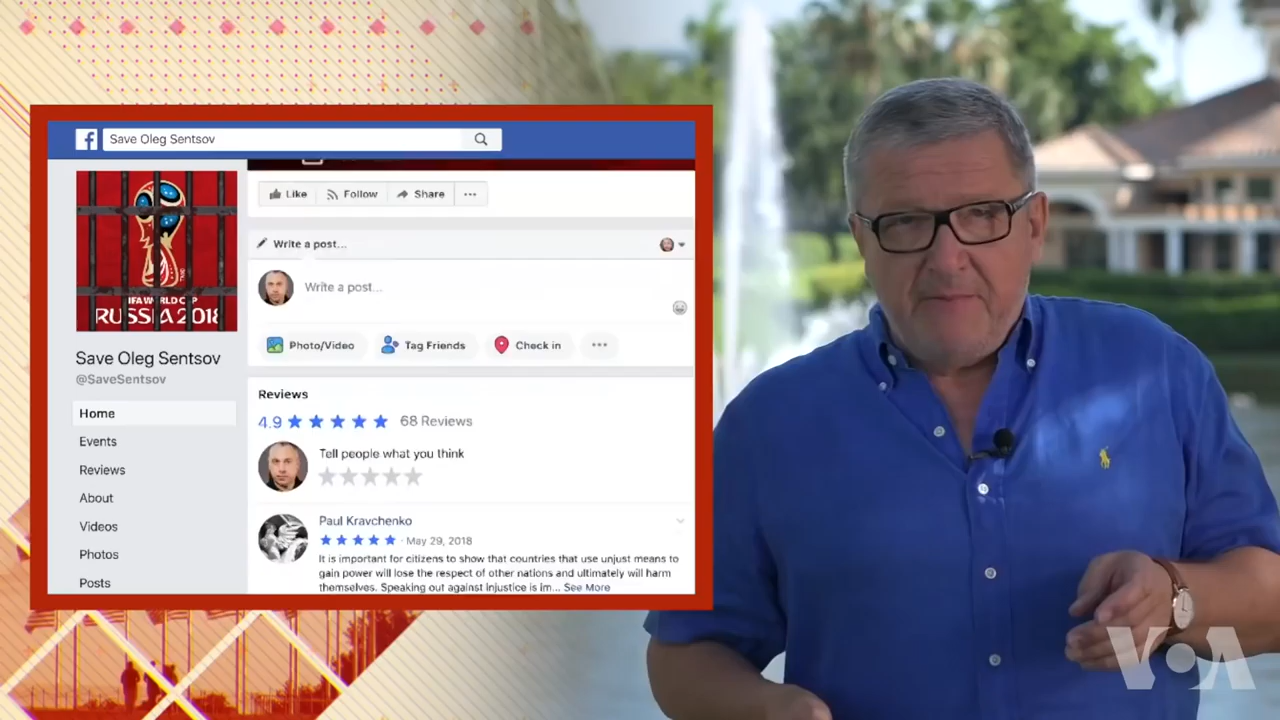 f
Save Oleg Sentsov
FIFA WORLD CUP
RUSSIA 2018
Save Oleg Sentsov
@SaveSentsov
Home
Events
Reviews
About
Videos
Photos
Posts
Like Follow Share
Write a post...
Write a post...
Photo/Video Tag Friends Check in
Reviews
4.9 68 Reviews
Tell people what you think
Paul Kravchenko
· May 29, 2018
It is important for citizens to show that countries that use unjust means to
gain power will lose the respect of other nations and ultimately will harm
themselves. Speaking out against injustice is im... See More
VOA